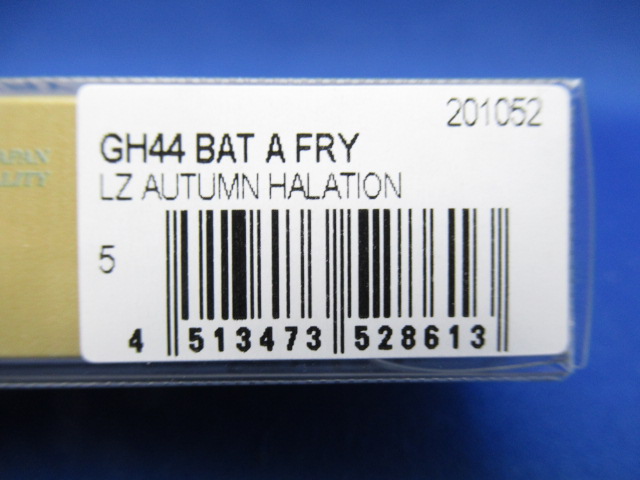 201052
GH44 BAT A FRY
LZ AUTUMN HALATION
5
4 513473 528613